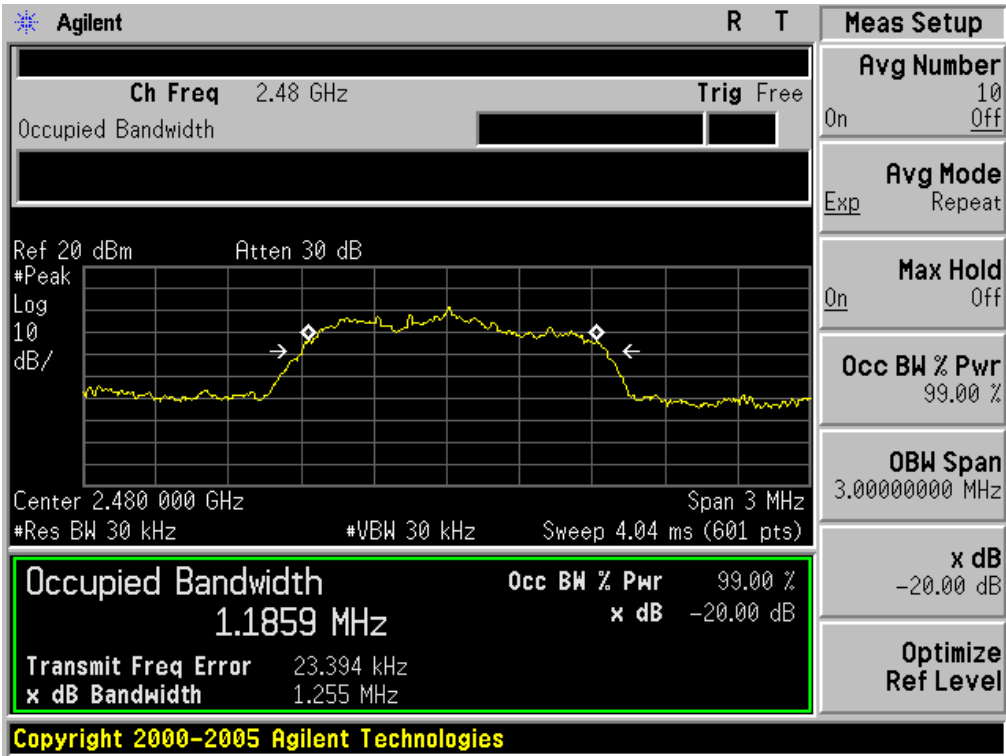 Agilent R T
Meas Setup
Ch Freq 2.48 GHz Trig Free
Occupied Bandwidth
Ref 20 dBm Atten 30 dB
#Peak
Log
10
dB/
Center 2.480 000 GHz Span 3 MHz
#Res BW 30 kHz #VBW 30 kHz Sweep 4.04 ms (601 pts)
Occupied Bandwidth Occ BW % Pwr 99.00 %
1.1859 MHz x dB -20.00 dB
Transmit Freq Error 23.394 kHz
x dB Bandwidth 1.255 MHz
Avg Number
10
On Off
Avg Mode
Exp Repeat
Max Hold
On Off
Occ BW % Pwr
99.00 %
OBW Span
3.00000000 MHz
x dB
-20.00 dB
Optimize
Ref Level
Copyright 2000-2005 Agilent Technologies